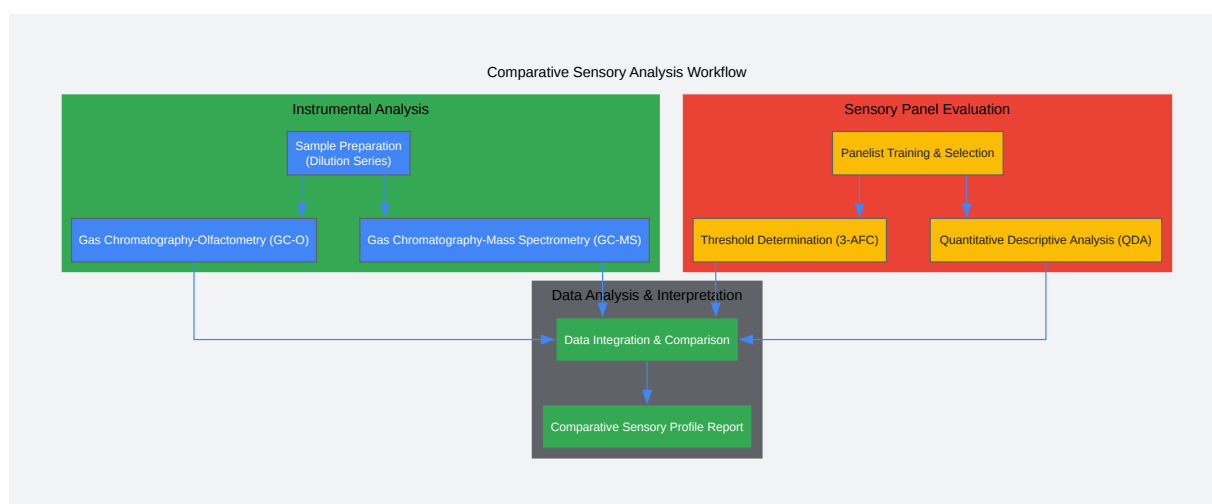 Comparative Sensory Analysis Workflow
Instrumental Analysis
Sample Preparation
(Dilution Series)
Gas Chromatography-Olfactometry (GC-O)
Gas Chromatography-Mass Spectrometry (GC-MS)
Sensory Panel Evaluation
Panelist Training & Selection
Threshold Determination (3-AFC)
Quantitative Descriptive Analysis (QDA)
Data Analysis & Interpretation
Data Integration & Comparison
Comparative Sensory Profile Report